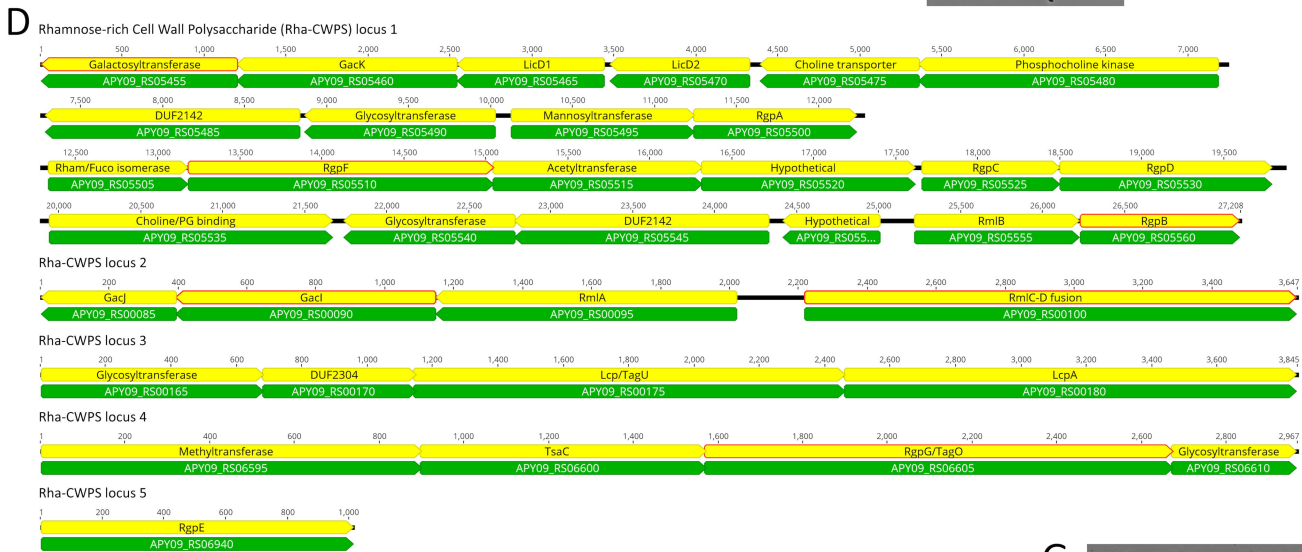 D
Rhamnose-rich Cell Wall Polysaccharide (Rha-CWPS) locus 1
1 500 1,000 1,500 2,000 2,500 3,000 3,500 4,000 4,500 5,000 5,500 6,000 6,500 7,000
Galactosyltransferase GacK LicD1 LicD2 Choline transporter Phosphocholine kinase
APY09_RS05455 APY09_RS05460 APY09_RS05465 APY09_RS05470 APY09_RS05475 APY09_RS05480
7,500 8,000 8,500 9,000 9,500 10,000 10,500 11,000 11,500 12,000
DUF2142 Glycosyltransferase Mannosyltransferase RgpA
APY09_RS05485 APY09_RS05490 APY09_RS05495 APY09_RS05500
12,500 13,000 13,500 14,000 14,500 15,000 15,500 16,000 16,500 17,000 17,500 18,000 18,500 19,000 19,500
Rham/Fuco isomerase RgpF Acetyltransferase Hypothetical RgpC RgpD
APY09_RS05505 APY09_RS05510 APY09_RS05515 APY09_RS05520 APY09_RS05525 APY09_RS05530
20,000 20,500 21,000 21,500 22,000 22,500 23,000 23,500 24,000 24,500 25,000 25,500 26,000 26,500 27,208
Choline/PG binding Glycosyltransferase DUF2142 Hypothetical RmlB RgpB
APY09_RS05535 APY09_RS05540 APY09_RS05545 APY09_RS055... APY09_RS05555 APY09_RS05560
Rha-CWPS locus 2
1 200 400 600 800 1,000 1,200 1,400 1,600 1,800 2,000 2,200 2,400 2,600 2,800 3,000 3,200 3,400 3,647
GacJ GacI RmlA RmlC-D fusion
APY09_RS00085 APY09_RS00090 APY09_RS00095 APY09_RS00100
Rha-CWPS locus 3
1 200 400 600 800 1,000 1,200 1,400 1,600 1,800 2,000 2,200 2,400 2,600 2,800 3,000 3,200 3,400 3,600 3,845
Glycosyltransferase DUF2304 Lcp/TagU LcpA
APY09_RS00165 APY09_RS00170 APY09_RS00175 APY09_RS00180
Rha-CWPS locus 4
1 200 400 600 800 1,000 1,200 1,400 1,600 1,800 2,000 2,200 2,400 2,600 2,800 2,967
Methyltransferase TsaC RgpG/TagO Glycosyltransferase
APY09_RS06595 APY09_RS06600 APY09_RS06605 APY09_RS06610
Rha-CWPS locus 5
1 200 400 600 800 1,000
RgpE
APY09_RS06940